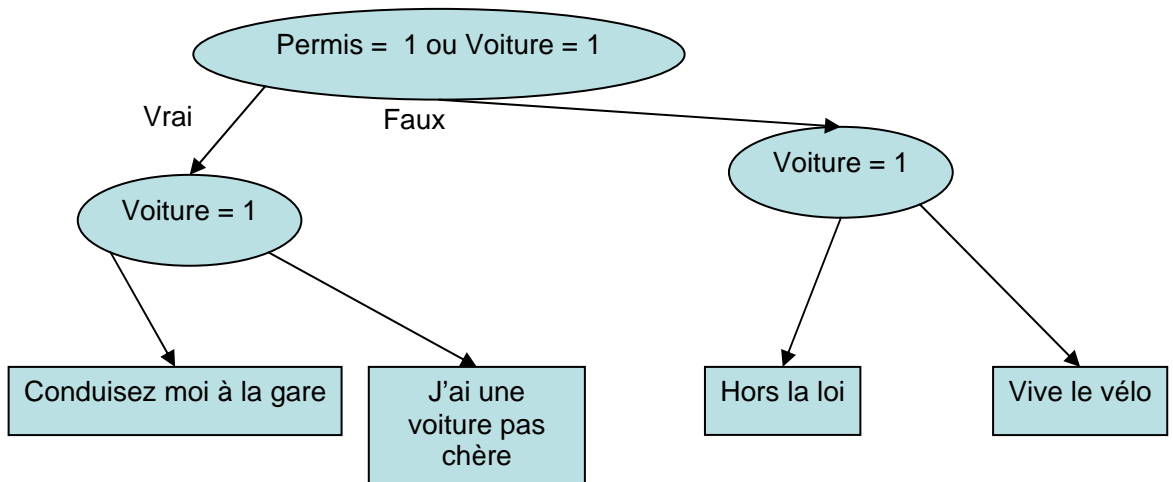 Permis =  1 ou Voiture = 1
Vrai
Faux
Voiture = 1
Voiture = 1
Conduisez moi à la gare
J'ai une
voiture pas
chère
Hors la loi
Vive le vélo